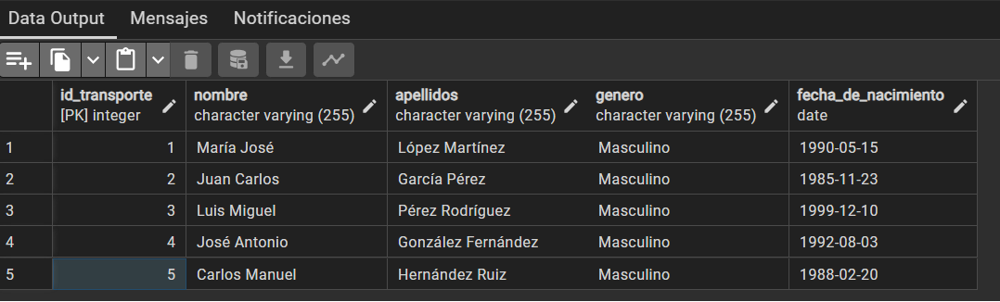 Data Output Mensajes Notificaciones
id_transporte nombre apellidos genero fecha_de_nacimiento
[PK] integer character varying (255) character varying (255) character varying (255) date
1 1 María José López Martínez Masculino 1990-05-15
2 2 Juan Carlos García Pérez Masculino 1985-11-23
3 3 Luis Miguel Pérez Rodríguez Masculino 1999-12-10
4 4 José Antonio González Fernández Masculino 1992-08-03
5 5 Carlos Manuel Hernández Ruiz Masculino 1988-02-20